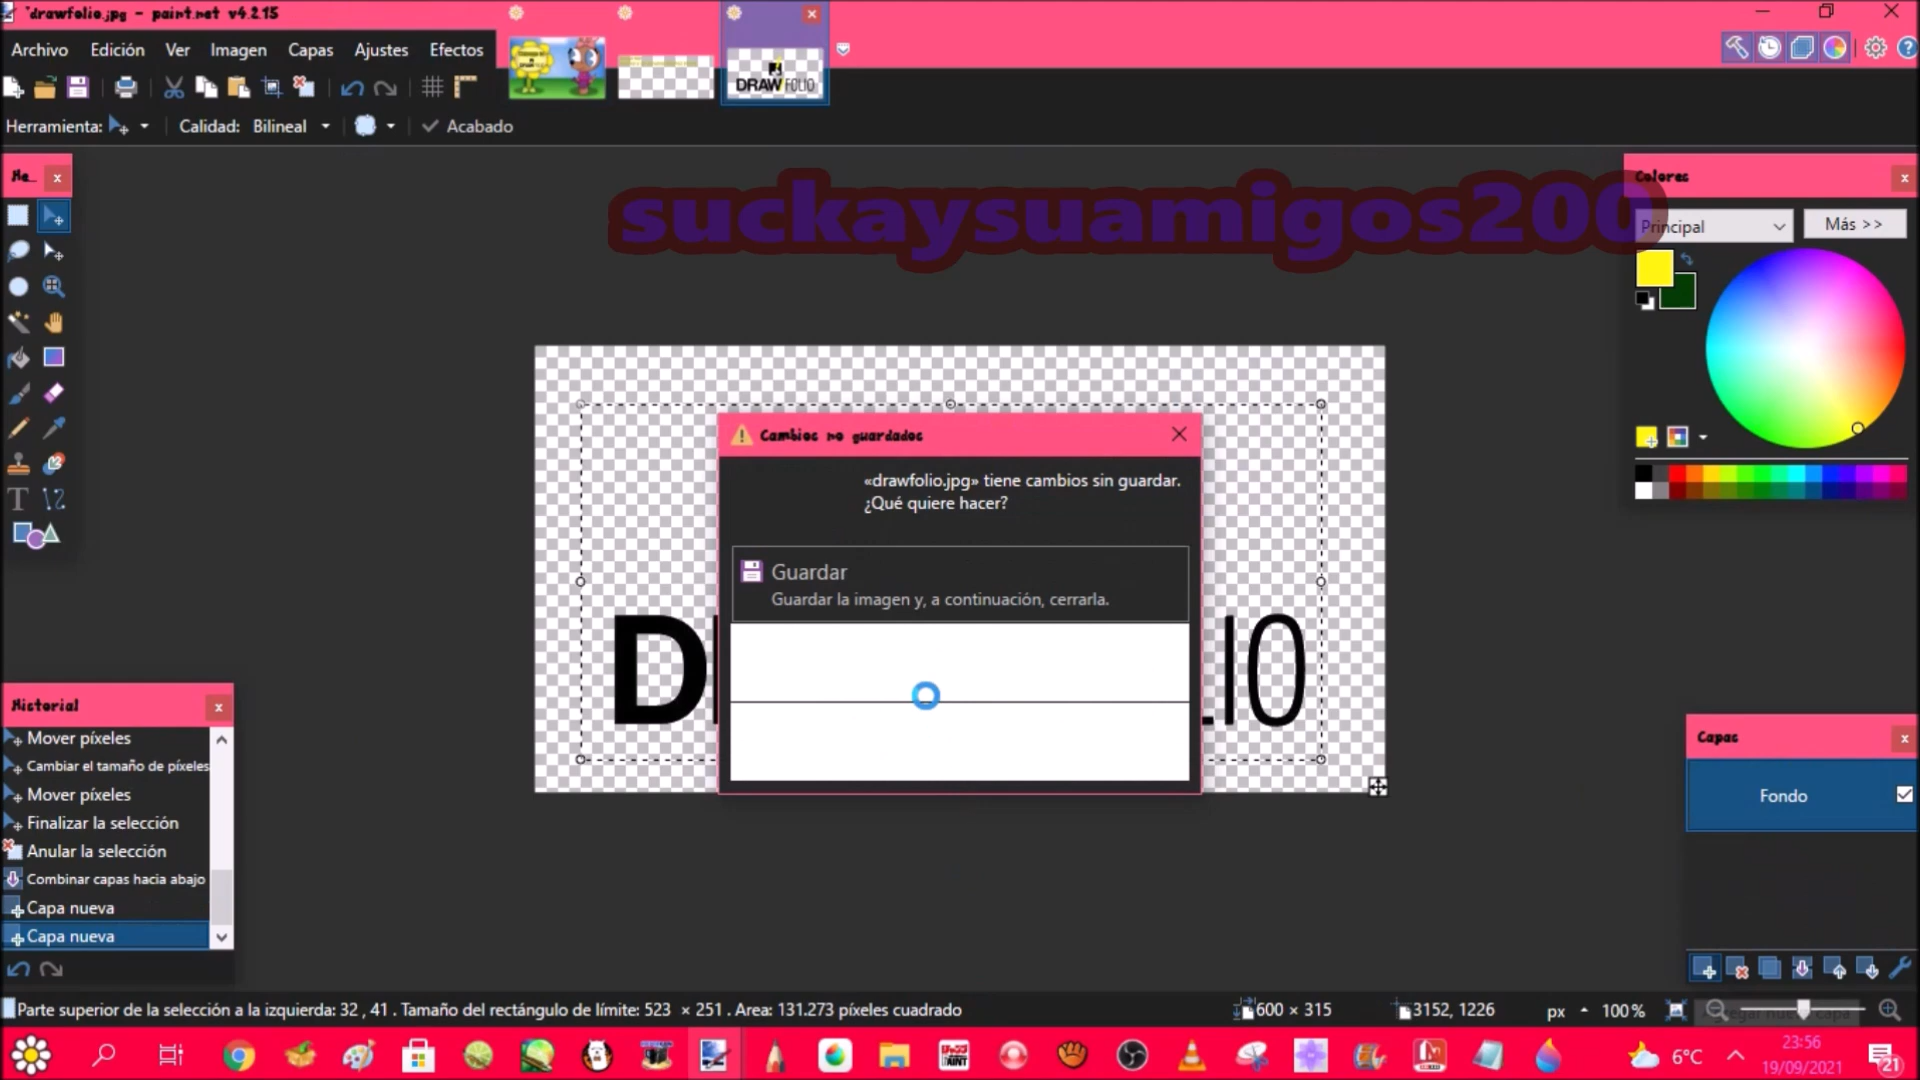 *drawfolio.jpg - paint.net v4.2.15
Archivo Edición Ver Imagen Capas Ajustes Efectos
DRAWFOLIO
Herramienta: Calidad: Bilineal Acabado
He...
Colores
suckaysuamigos200
Principal Más >>
Cambios no guardados
«drawfolio.jpg» tiene cambios sin guardar.
¿Qué quiere hacer?
Guardar
Guardar la imagen y, a continuación, cerrarla.
D LIO
Historial
Mover píxeles
Cambiar el tamaño de píxeles
Mover píxeles
Finalizar la selección
Anular la selección
Combinar capas hacia abajo
Capa nueva
Capa nueva
Capas
Fondo
Parte superior de la selección a la izquierda: 32 , 41 . Tamaño del rectángulo de límite: 523 × 251 . Area: 131.273 píxeles cuadrado
600 × 315 3152, 1226 px 100%
6°C
23:56
19/09/2021
21